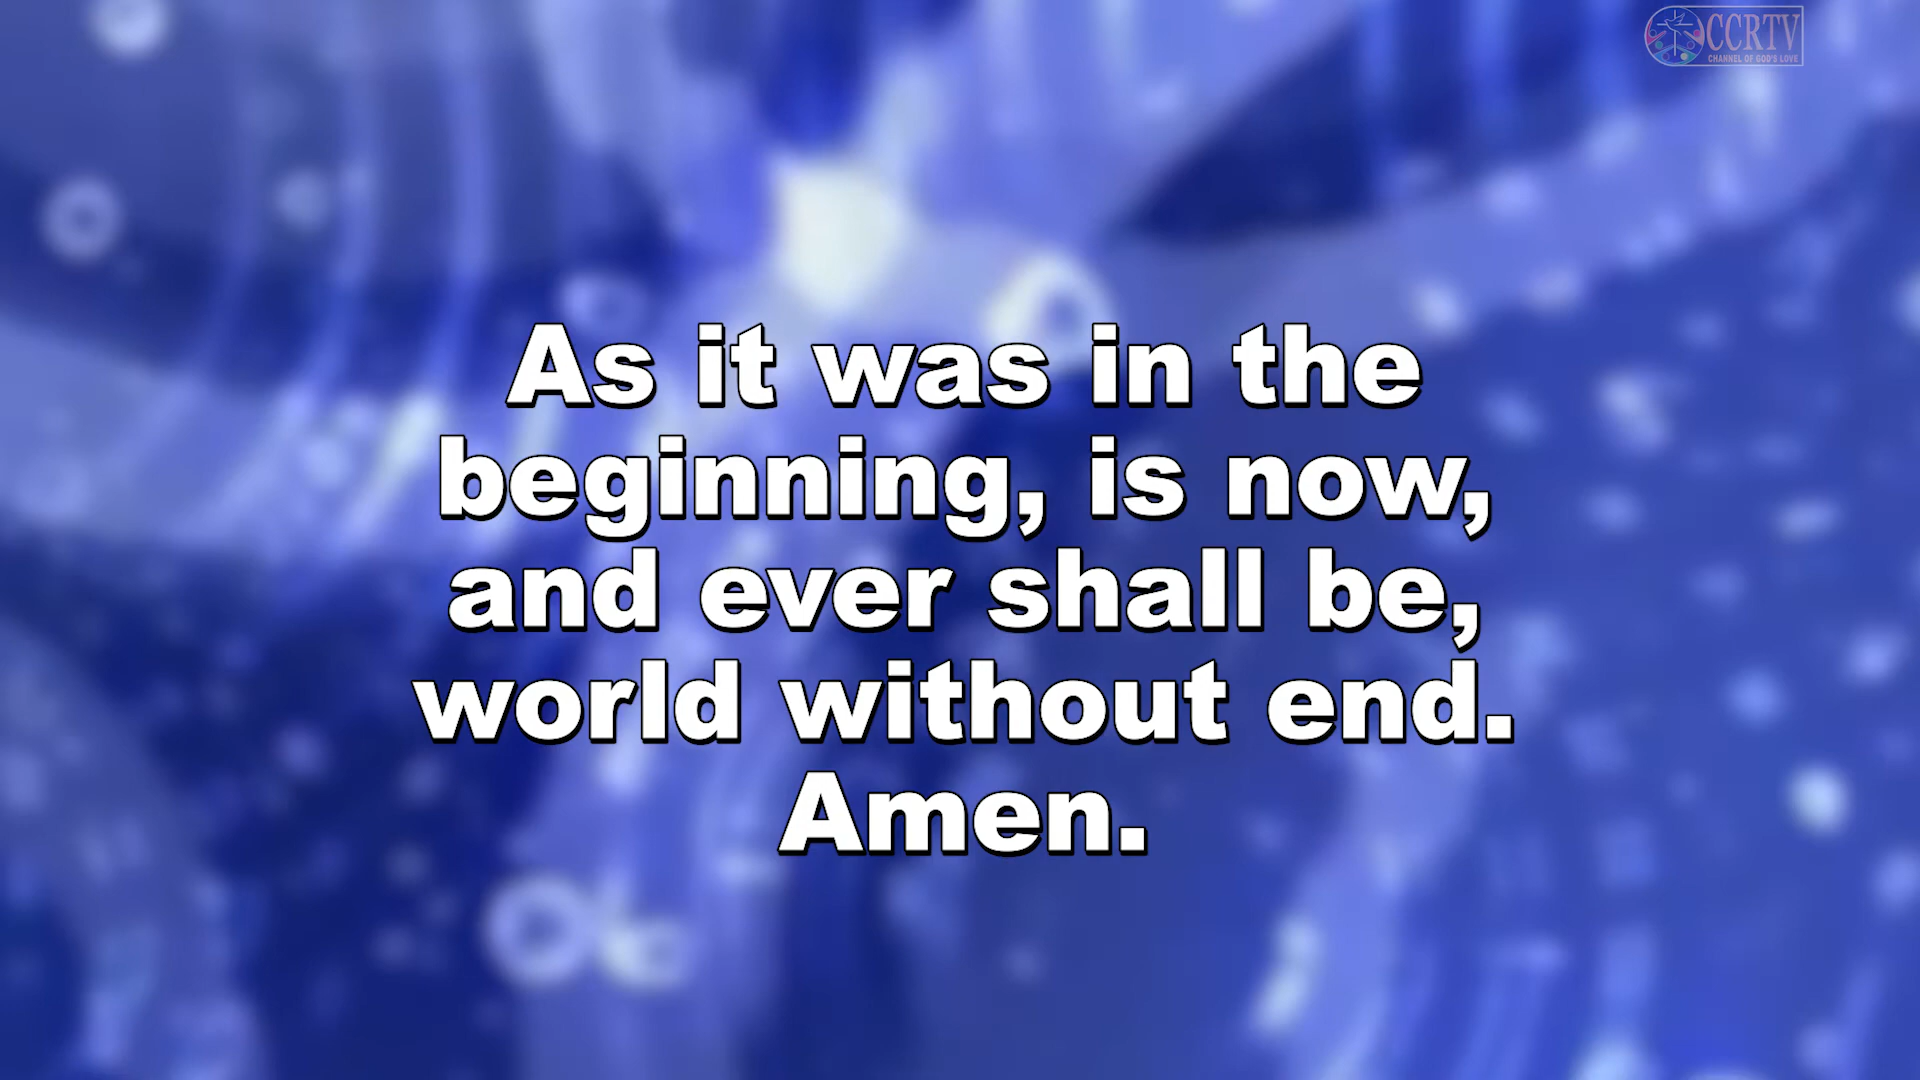 CCRTV
CHANNEL OF GOD'S LOVE
As it was in the
beginning, is now,
and ever shall be,
world without end.
Amen.